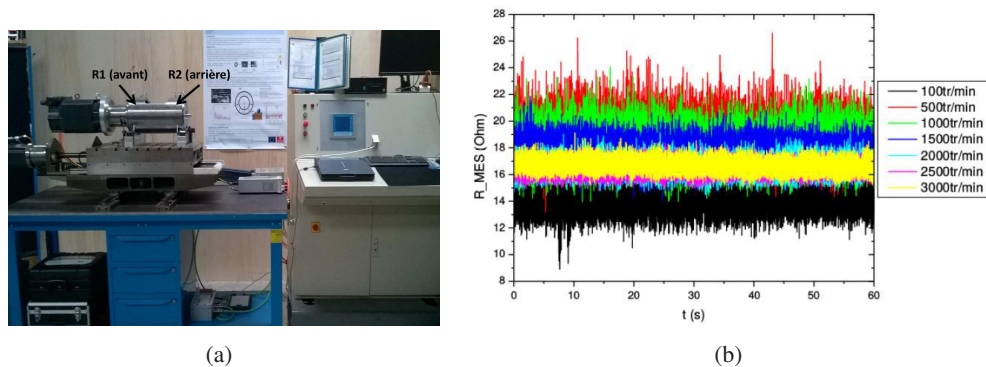 R1 (avant) R2 (arrière)
(a)
28
26
24
22
20
18
16
14
12
10
8
R_MES (Ohm)
0 10 20 30 40 50 60
t (s)
100tr/min
500tr/min
1000tr/min
1500tr/min
2000tr/min
2500tr/min
3000tr/min
(b)